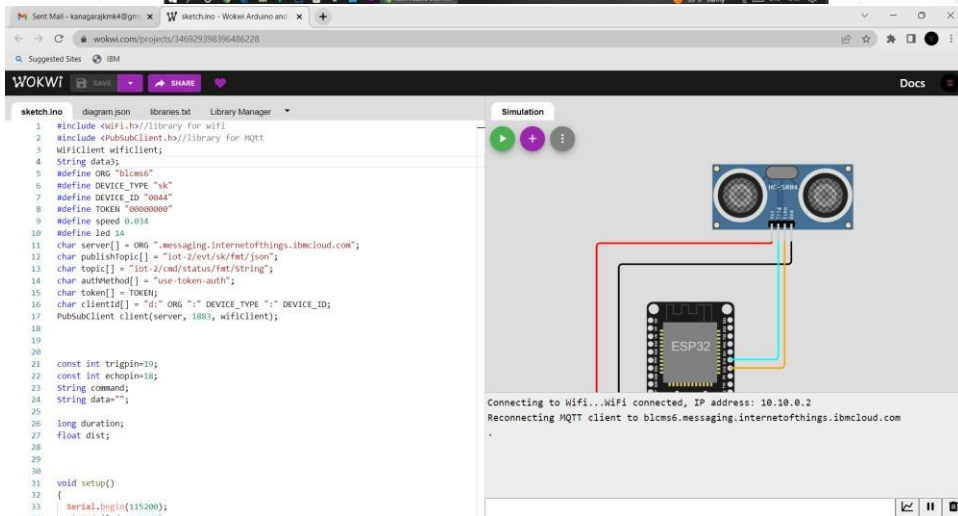 Sent Mail - kanagarajkmk4@gm
sketch.ino - Wokwi Arduino and
wokwi.com/projects/346929398396486228
Suggested Sites
IBM
WOKWI
SAVE
SHARE
Docs
sketch.ino diagram.json libraries.txt Library Manager
1 #include <WiFi.h>//library for wifi
2 #include <PubSubClient.h>//library for MQtt
3 WiFiClient wifiClient;
4 String data3;
5 #define ORG "blcms6"
6 #define DEVICE_TYPE "sk"
7 #define DEVICE_ID "0044"
8 #define TOKEN "00000000"
9 #define speed 0.034
10 #define led 14
11 char server[] = ORG ".messaging.internetofthings.ibmcloud.com";
12 char publishTopic[] = "iot-2/evt/sk/fmt/json";
13 char topic[] = "iot-2/cmd/status/fmt/String";
14 char authMethod[] = "use-token-auth";
15 char token[] = TOKEN;
16 char clientId[] = "d:" ORG ":" DEVICE_TYPE ":" DEVICE_ID;
17 PubSubClient client(server, 1883, wifiClient);
18
19
20
21 const int trigpin=19;
22 const int echopin=18;
23 String command;
24 String data="";
25
26 long duration;
27 float dist;
28
29
30
31 void setup()
32 {
33 Serial.begin(115200);
Simulation
HC-SR04
ESP32
Connecting to Wifi...WiFi connected, IP address: 10.10.0.2
Reconnecting MQTT client to blcms6.messaging.internetofthings.ibmcloud.com
.